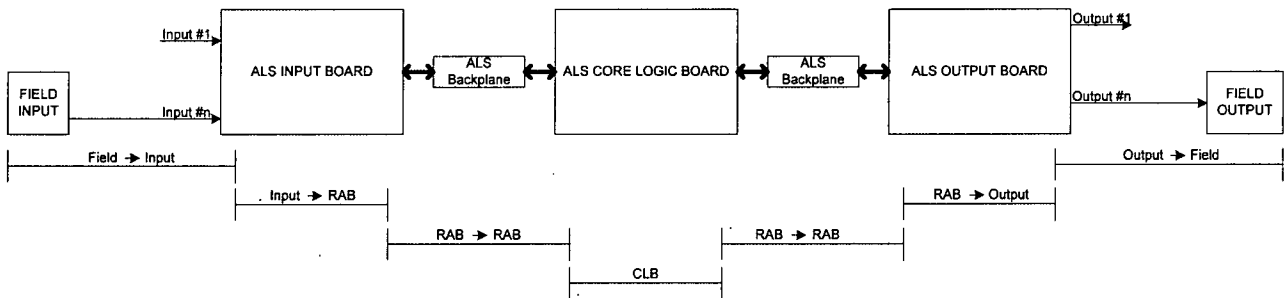 Input #1
Output #1
ALS INPUT BOARD
ALS
Backplane
ALS CORE LOGIC BOARD
ALS
Backplane
ALS OUTPUT BOARD
FIELD
INPUT
Input #n
Output #n
FIELD
OUTPUT
Field → Input
Output → Field
Input → RAB
RAB → Output
RAB → RAB
RAB → RAB
CLB